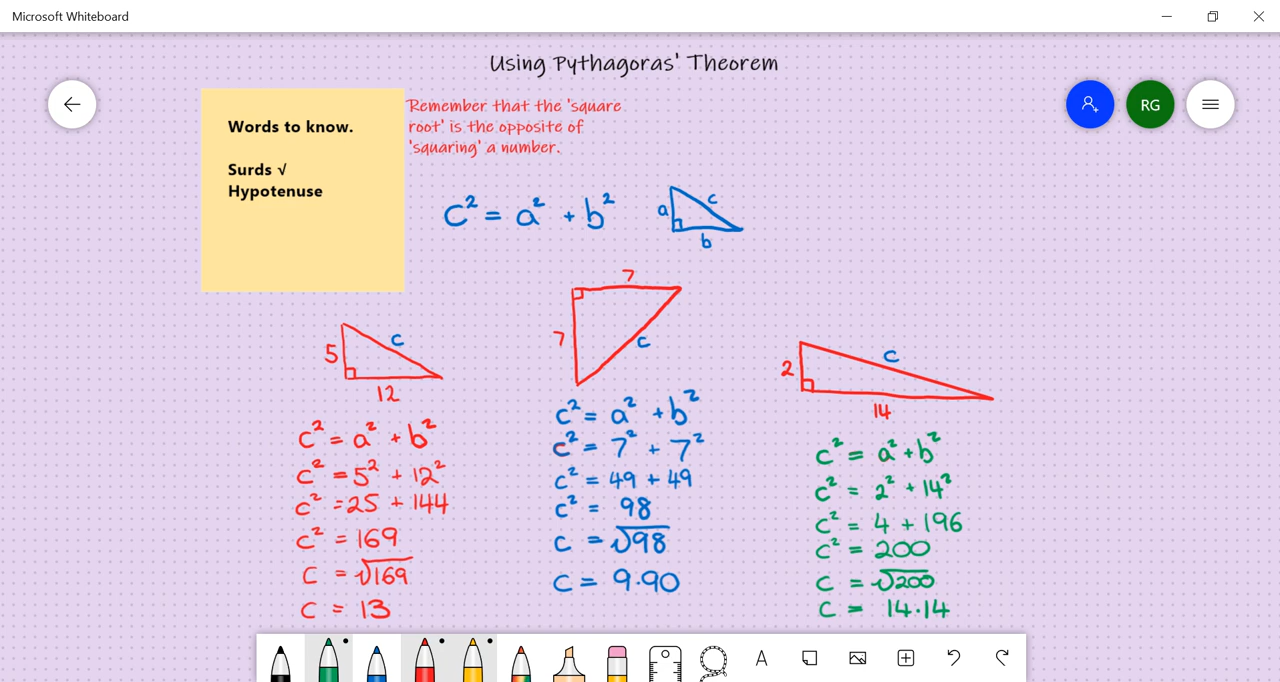 Microsoft Whiteboard
Using Pythagoras' Theorem
Words to know.
Surds √
Hypotenuse
Remember that the 'square
root' is the opposite of
'squaring' a number.
RG
c² = a² + b²
a
c
b
5
c
12
c² = a² + b²
c² = 5² + 12²
c² = 25 + 144
c² = 169
c = √169
c = 13
7
7
c
c² = a² + b²
c² = 7² + 7²
c² = 49 + 49
c² = 98
c = √98
c = 9.90
2
c
14
c² = a² + b²
c² = 2² + 14²
c² = 4 + 196
c² = 200
c = √200
c = 14.14
A